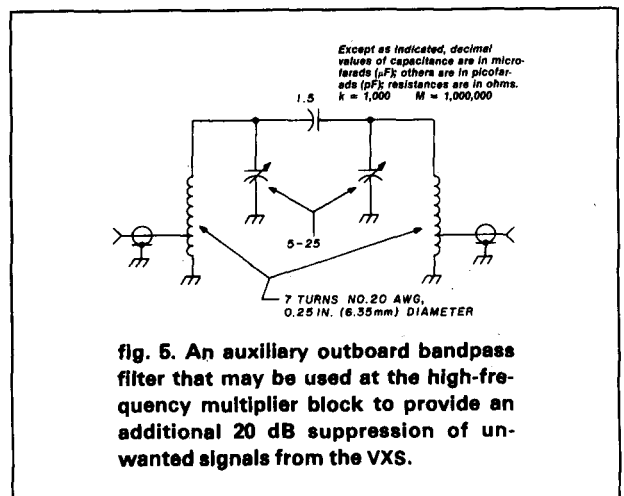 Except as indicated, decimal
values of capacitance are in micro-
farads (µF); others are in picofar-
ads (pF); resistances are in ohms.
k = 1,000 M = 1,000,000
1.5
5-25
7 TURNS NO.20 AWG,
0.25 IN. (6.35mm) DIAMETER
fig. 5. An auxiliary outboard bandpass
filter that may be used at the high-fre-
quency multiplier block to provide an
additional 20 dB suppression of un-
wanted signals from the VXS.